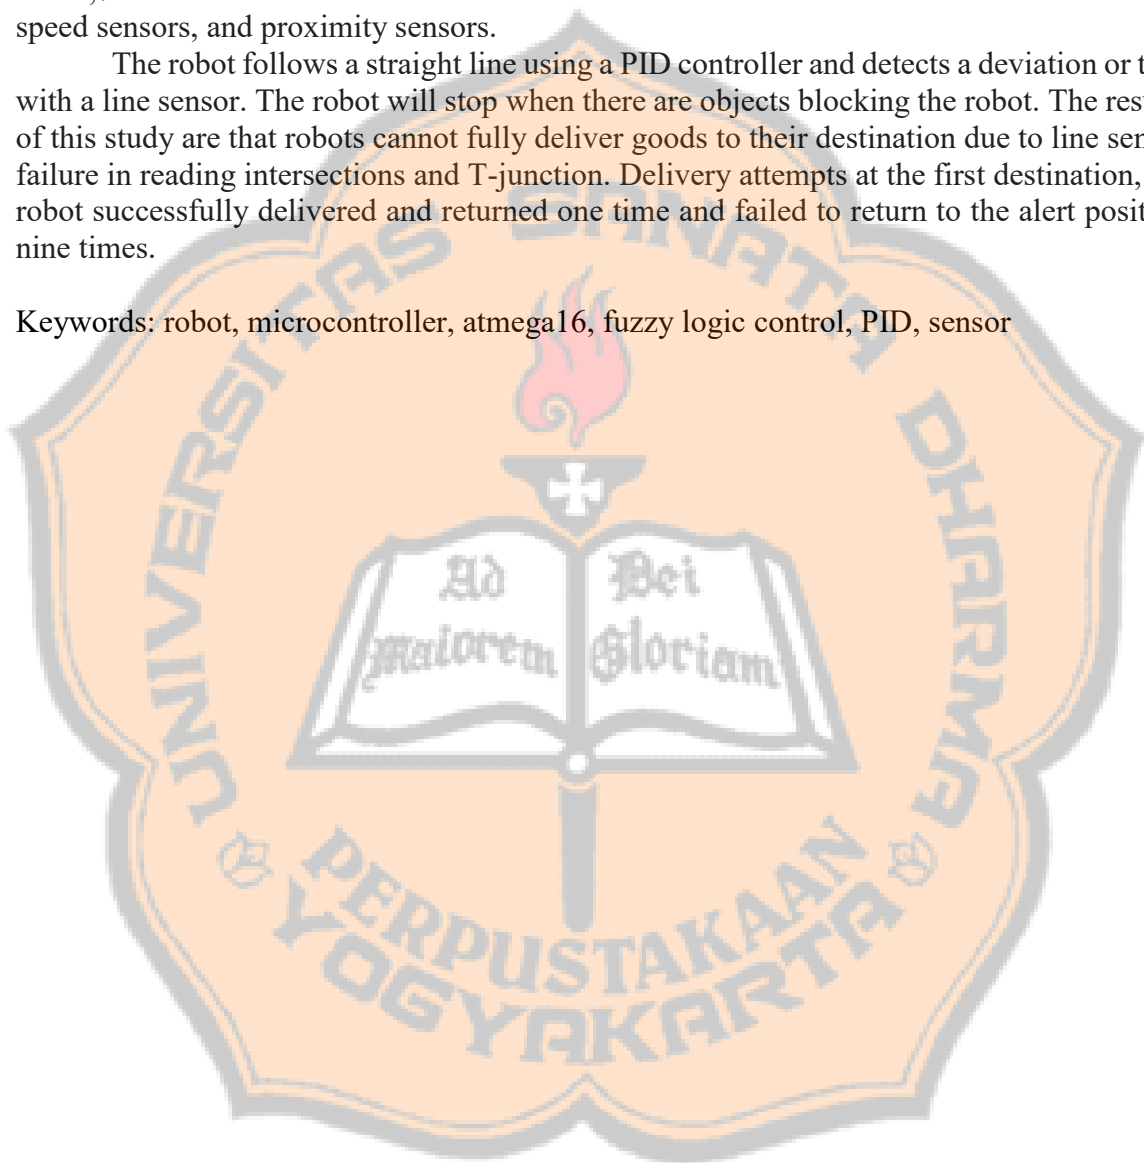 speed sensors, and proximity sensors.
The robot follows a straight line using a PID controller and detects a deviation or
with a line sensor. The robot will stop when there are objects blocking the robot. The
of this study are that robots cannot fully deliver goods to their destination due to line
failure in reading intersections and T-junction. Delivery attempts at the first destination,
robot successfully delivered and returned one time and failed to return to the alert
nine times.
Keywords: robot, microcontroller, atmega16, fuzzy logic control, PID, sensor
UNIVERSITAS SANATA DHARMA
Ad Dei
Maiorem Gloriam
PERPUSTAKAAN
YOGYAKARTA